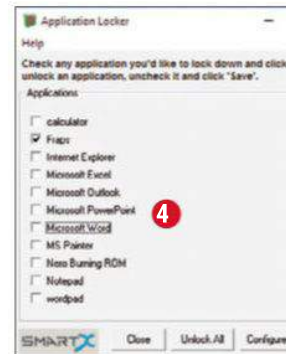 Application Locker
Help
Check any application you'd like to lock down and click
unlock an application, uncheck it and click 'Save'.
Applications
calculator
Fraps
Internet Explorer
Microsoft Excel
Microsoft Outlook
Microsoft PowerPoint
4
Microsoft Word
MS Painter
Nero Burning ROM
Notepad
wordpad
SMARTX Close Unlock All Configure